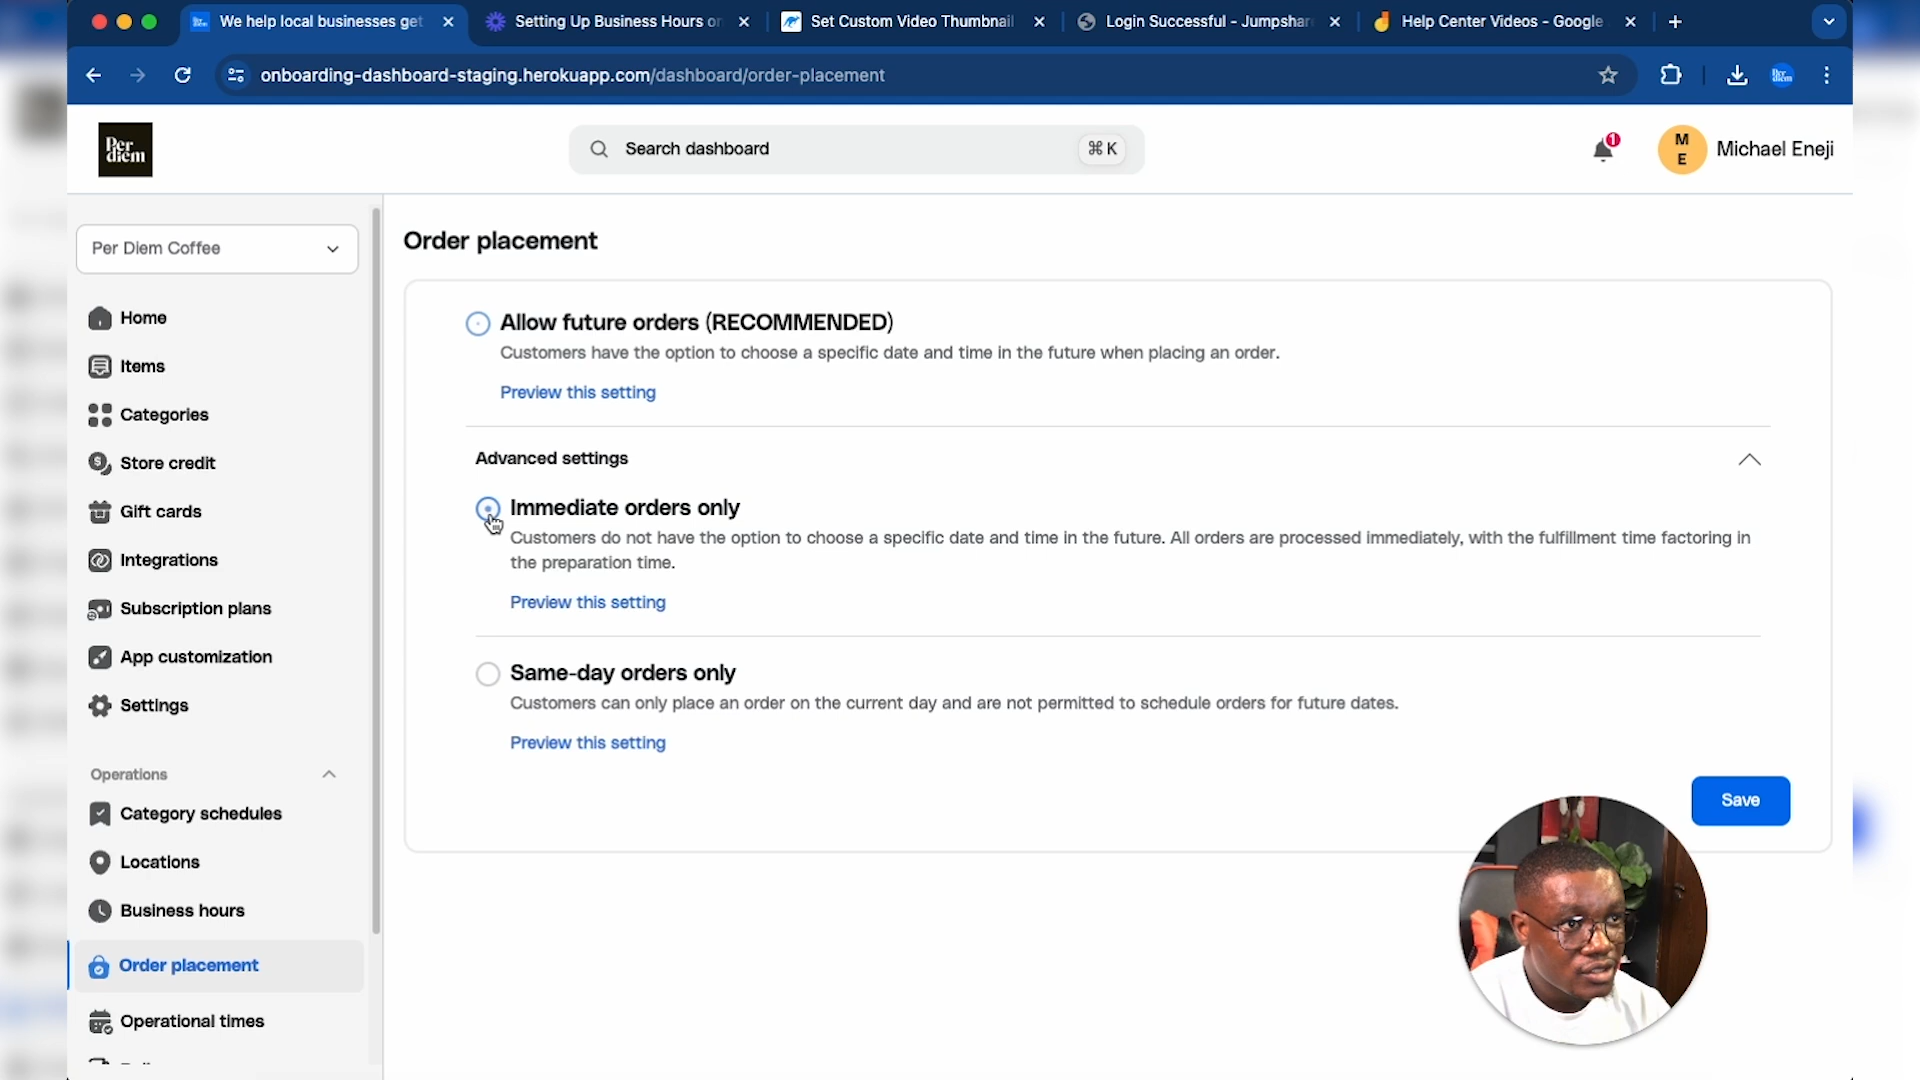 We help local businesses get
Setting Up Business Hours on
Set Custom Video Thumbnail
Login Successful - Jumpshar
Help Center Videos - Google
onboarding-dashboard-staging.herokuapp.com/dashboard/order-placement
Per diem
Per
diem
Search dashboard
⌘ K
1
M
E
Michael Eneji
Per Diem Coffee
Order placement
Home
Items
Categories
Store credit
Gift cards
Integrations
Subscription plans
App customization
Settings
Operations
Category schedules
Locations
Business hours
Order placement
Operational times
Allow future orders (RECOMMENDED)
Customers have the option to choose a specific date and time in the future when placing an order.
Preview this setting
Advanced settings
Immediate orders only
Customers do not have the option to choose a specific date and time in the future. All orders are processed immediately, with the fulfillment time factoring in
the preparation time.
Preview this setting
Same-day orders only
Customers can only place an order on the current day and are not permitted to schedule orders for future dates.
Preview this setting
Save